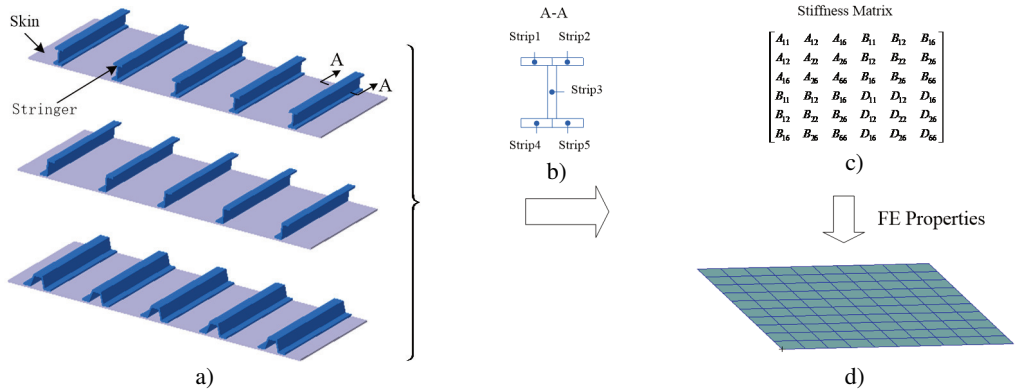 Skin
Stringer
A
A
a)
A-A
Strip1 Strip2
Strip3
Strip4 Strip5
b)
Stiffness Matrix
A11 A12 A16 B11 B12 B16
A12 A22 A26 B12 B22 B26
A16 A26 A66 B16 B26 B66
B11 B12 B16 D11 D12 D16
B12 B22 B26 D12 D22 D26
B16 B26 B66 D16 D26 D66
c)
FE Properties
d)